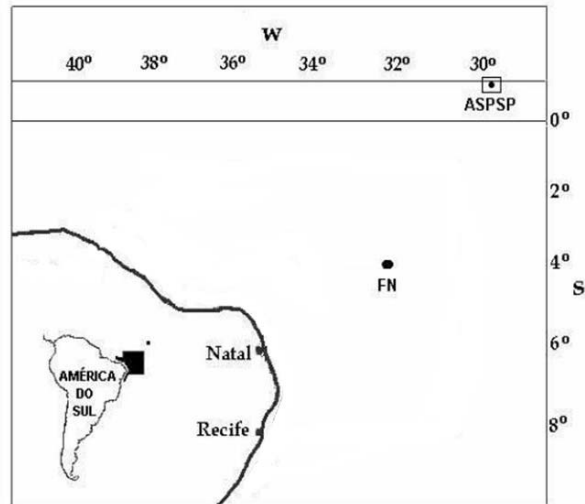 W
40º 38º 36º 34º 32º 30º
ASPSP
0º
2º
4º
S
FN
6º
Natal
AMÉRICA
DO
SUL
Recife
8º